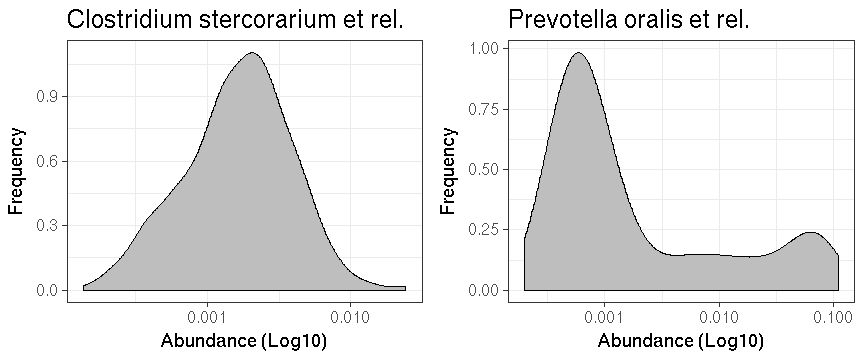 Clostridium stercorarium et rel.
0.9
0.6
0.3
0.0
Frequency
0.001
0.010
Abundance (Log10)
Prevotella oralis et rel.
1.00
0.75
0.50
0.25
0.00
Frequency
0.001
0.010
0.100
Abundance (Log10)